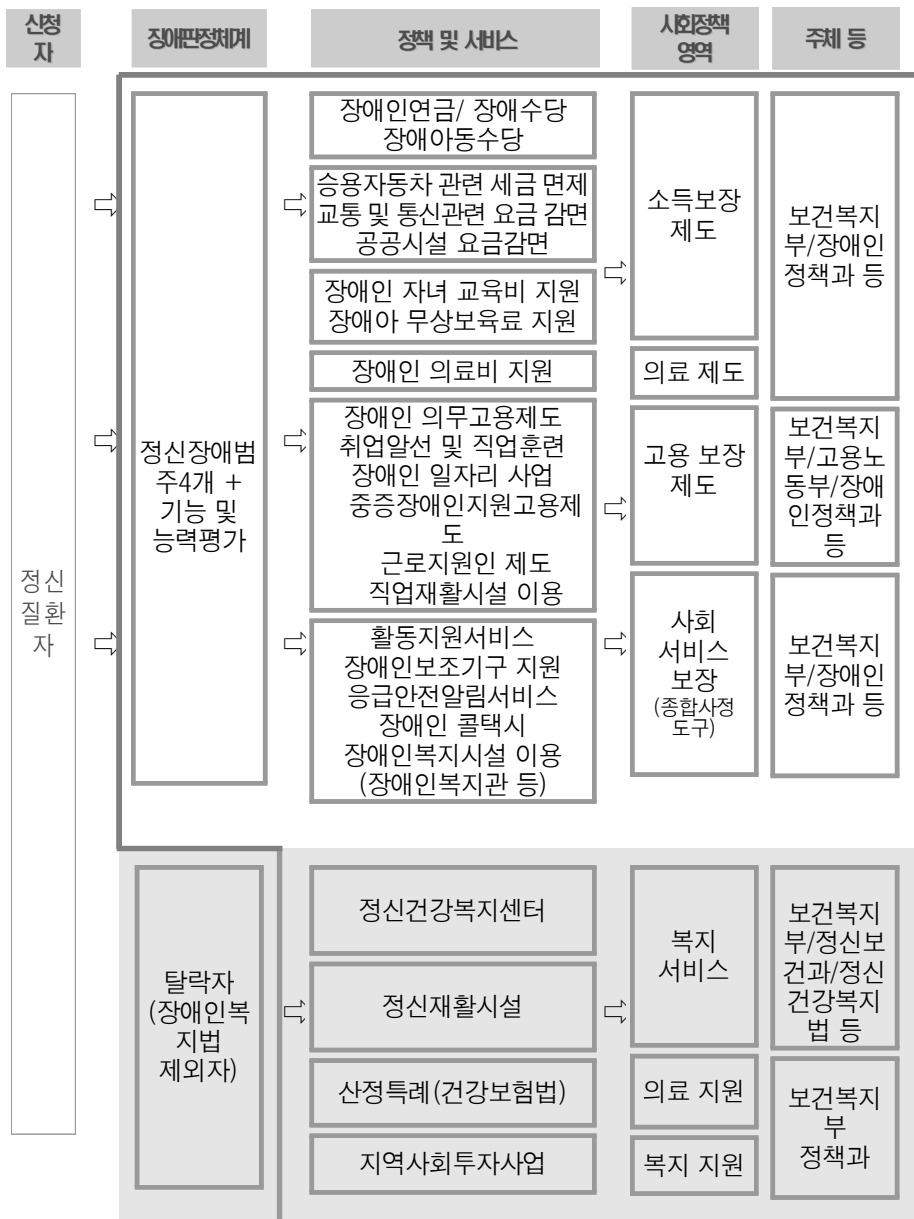 신청
자
장애판정체계
정책 및 서비스
사회정책
영역
주체 등
정신
질환
자
정신장애범
주4개 +
기능 및
능력평가
장애인연금/ 장애수당
장애아동수당
승용자동차 관련 세금 면제
교통 및 통신관련 요금 감면
공공시설 요금감면
장애인 자녀 교육비 지원
장애아 무상보육료 지원
장애인 의료비 지원
장애인 의무고용제도
취업알선 및 직업훈련
장애인 일자리 사업
중증장애인지원고용제
도
근로지원인 제도
직업재활시설 이용
활동지원서비스
장애인보조기구 지원
응급안전알림서비스
장애인 콜택시
장애인복지시설 이용
(장애인복지관 등)
소득보장
제도
의료 제도
고용 보장
제도
사회
서비스
보장
(종합사정
도구)
보건복지
부/장애인
정책과 등
보건복지
부/고용노
동부/장애
인정책과
등
보건복지
부/장애인
정책과 등
탈락자
(장애인복
지법
제외자)
정신건강복지센터
정신재활시설
산정특례(건강보험법)
지역사회투자사업
복지
서비스
의료 지원
복지 지원
보건복지
부/정신보
건과/정신
건강복지
법 등
보건복지
부
정책과